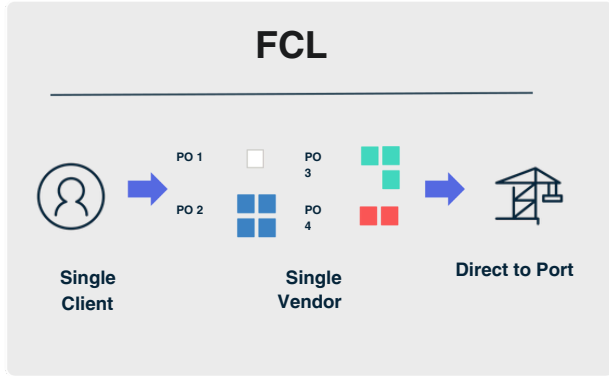 FCL
PO 1
PO
3
PO 2
PO
4
Single
Client
Single
Vendor
Direct to Port